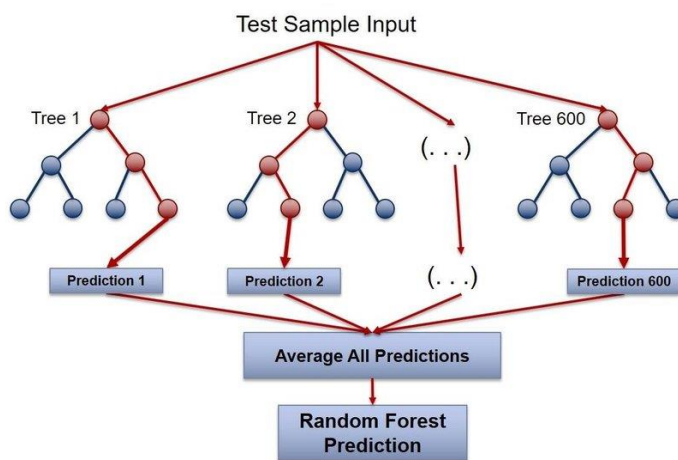 Test Sample Input
Tree 1
Tree 2
Tree 600
(. . .)
(. . .)
Prediction 1
Prediction 2
Prediction 600
Average All Predictions
Random Forest
Prediction